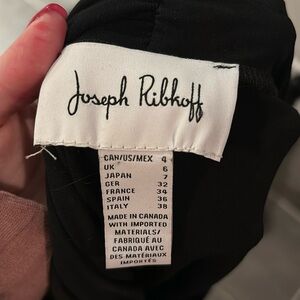 Joseph Ribkoff
CAN/US/MEX 4
UK 6
JAPAN 7
GER 32
FRANCE 34
SPAIN 36
ITALY 38
MADE IN CANADA
WITH IMPORTED
MATERIALS/
FABRIQUÉ AU
CANADA AVEC
DES MATÉRIAUX
IMPORTÉS